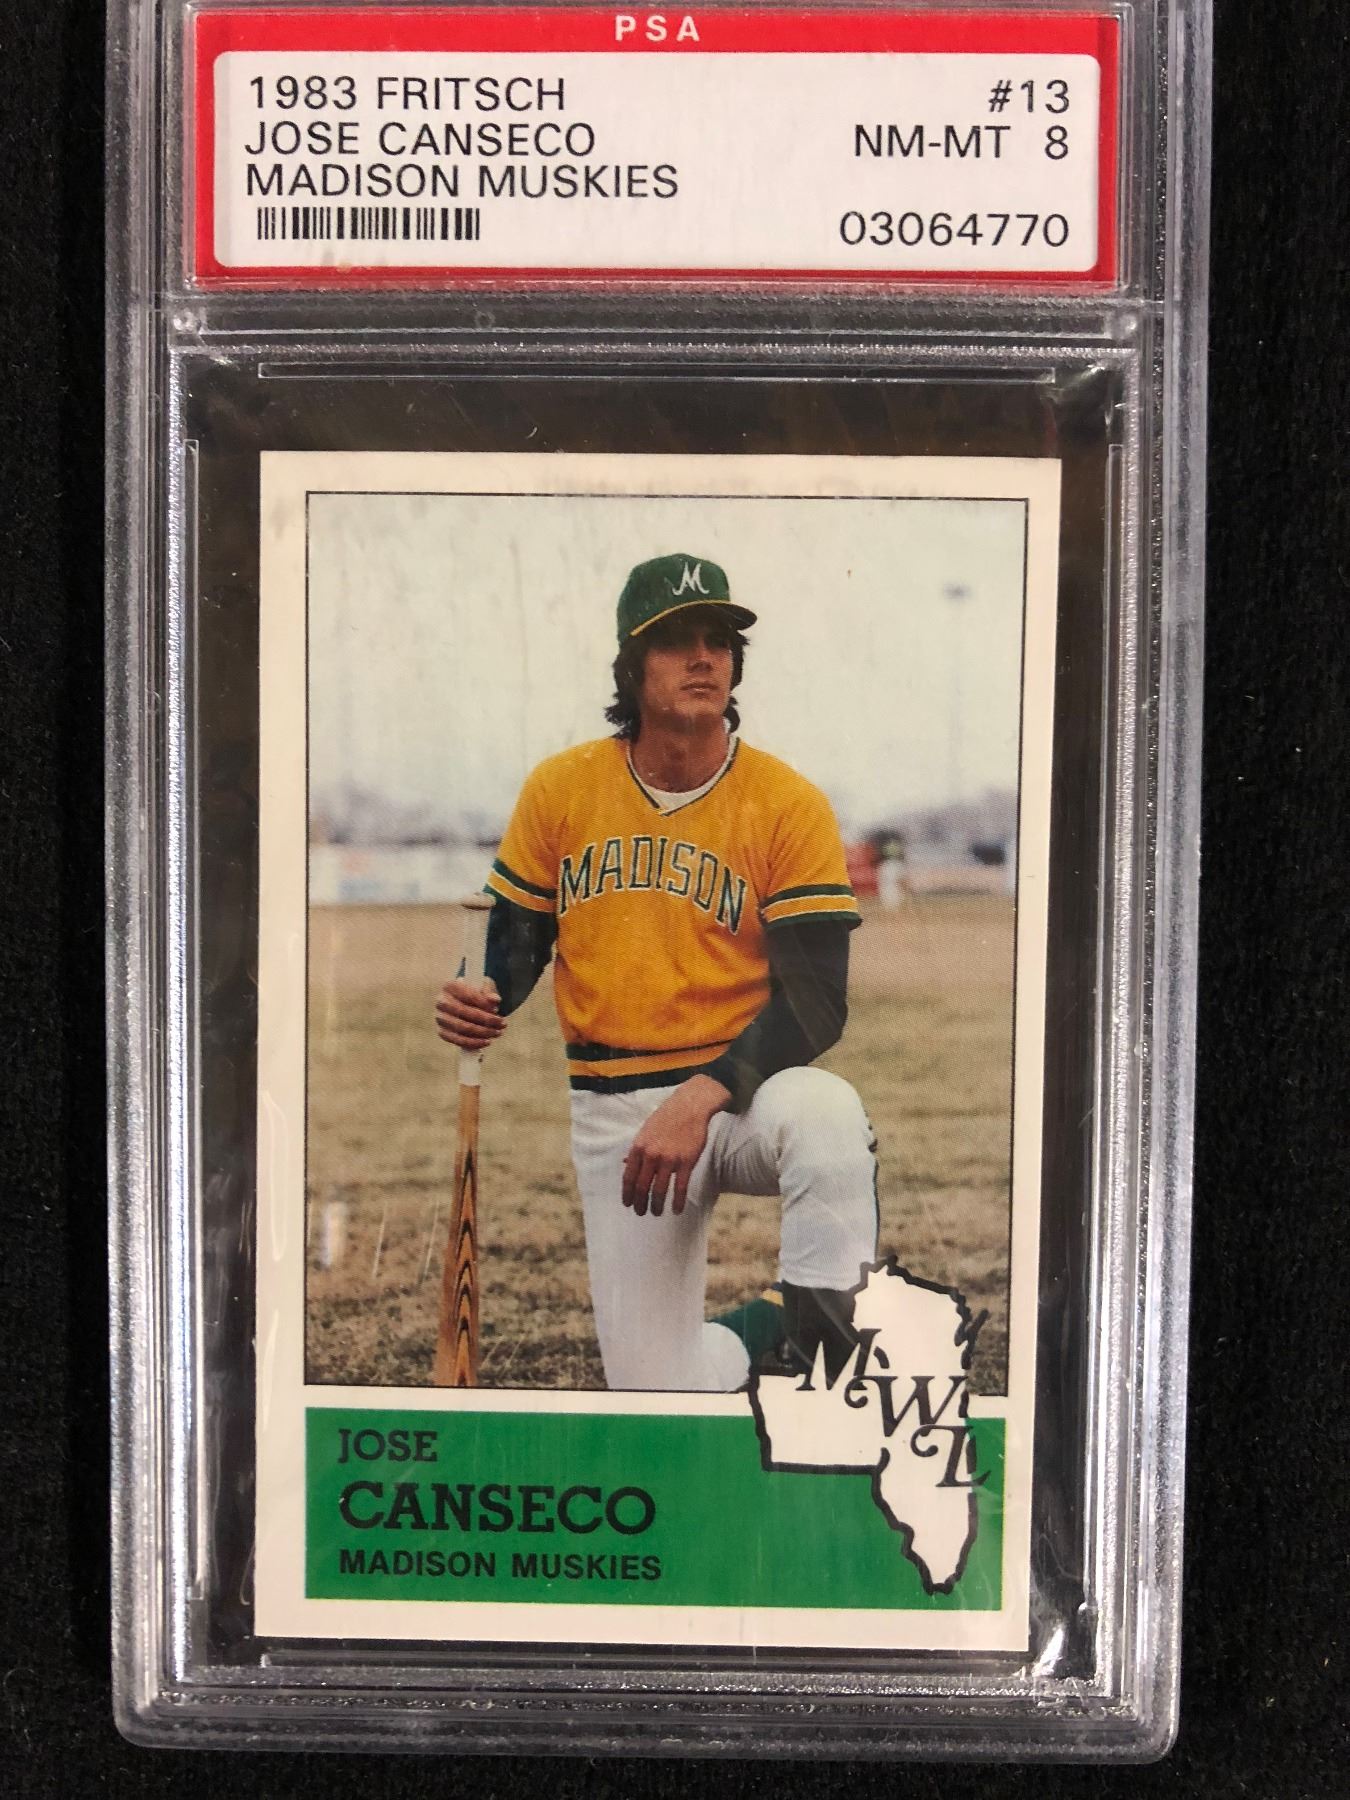 PSA
1983 FRITSCH #13
JOSE CANSECO NM-MT 8
MADISON MUSKIES
03064770
M
MADISON
MWL
JOSE
CANSECO
MADISON MUSKIES